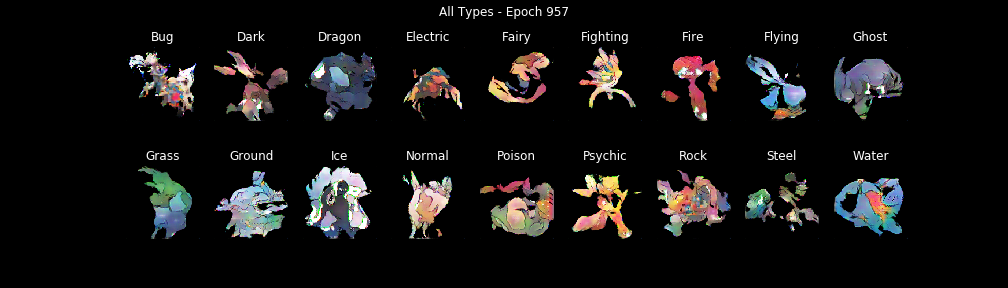 All Types - Epoch 957
Bug Dark Dragon Electric Fairy Fighting Fire Flying Ghost
Grass Ground Ice Normal Poison Psychic Rock Steel Water